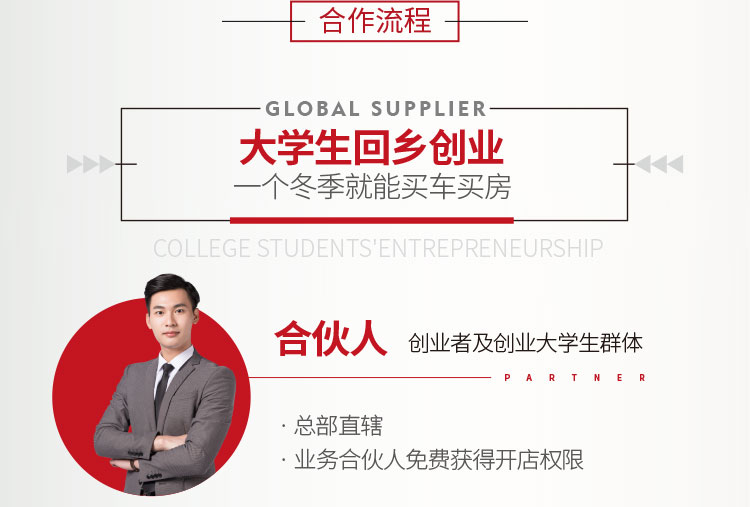 合作流程
GLOBAL SUPPLIER
大学生回乡创业
一个冬季就能买车买房
COLLEGE STUDENTS'ENTREPRENEURSHIP
合伙人 创业者及创业大学生群体
PARTNER
· 总部直辖
· 业务合伙人免费获得开店权限